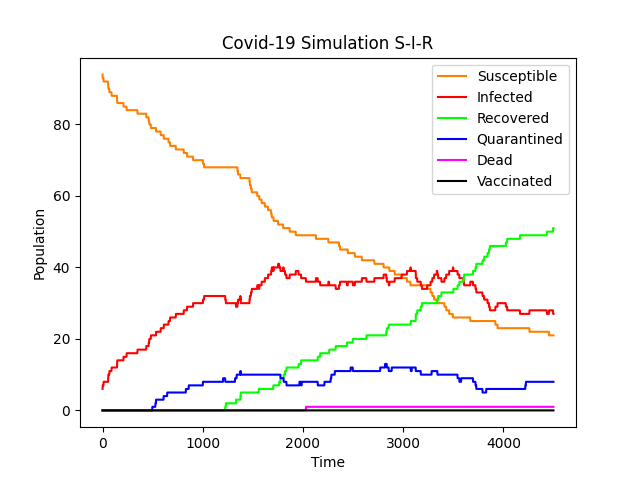 Covid-19 Simulation S-I-R
Susceptible
Infected
Recovered
Quarantined
Dead
Vaccinated
Population
80
60
40
20
0
0 1000 2000 3000 4000
Time